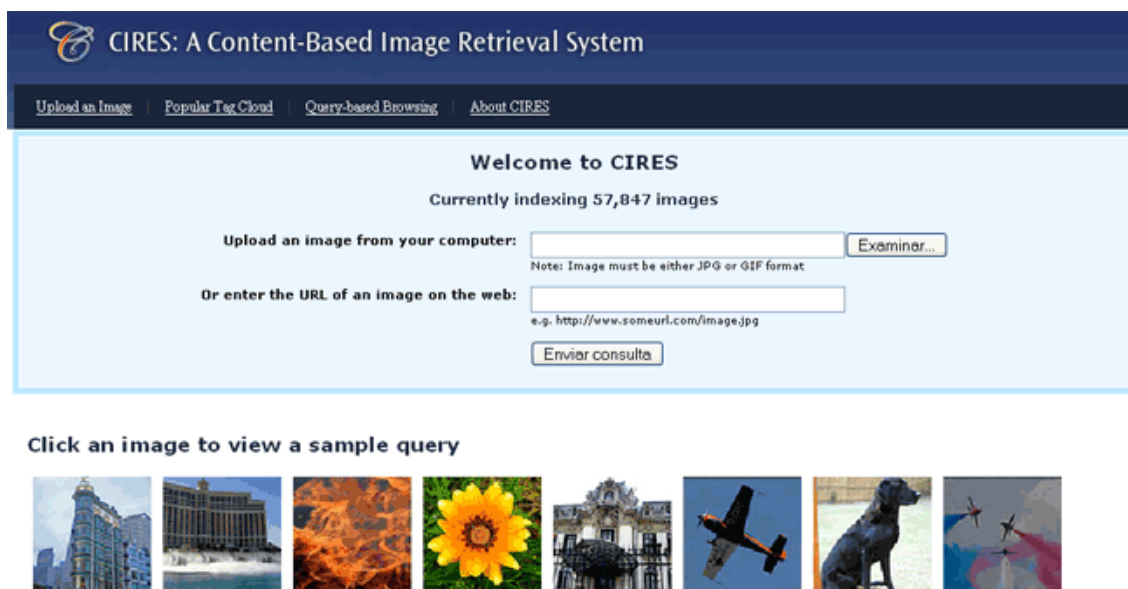 CIRES: A Content-Based Image Retrieval System
Upload an Image | Popular Tag Cloud | Query-based Browsing | About CIRES
Welcome to CIRES
Currently indexing 57,847 images
Upload an image from your computer: Examinar...
Note: Image must be either JPG or GIF format
Or enter the URL of an image on the web:
e.g. http://www.someurl.com/image.jpg
Enviar consulta
Click an image to view a sample query